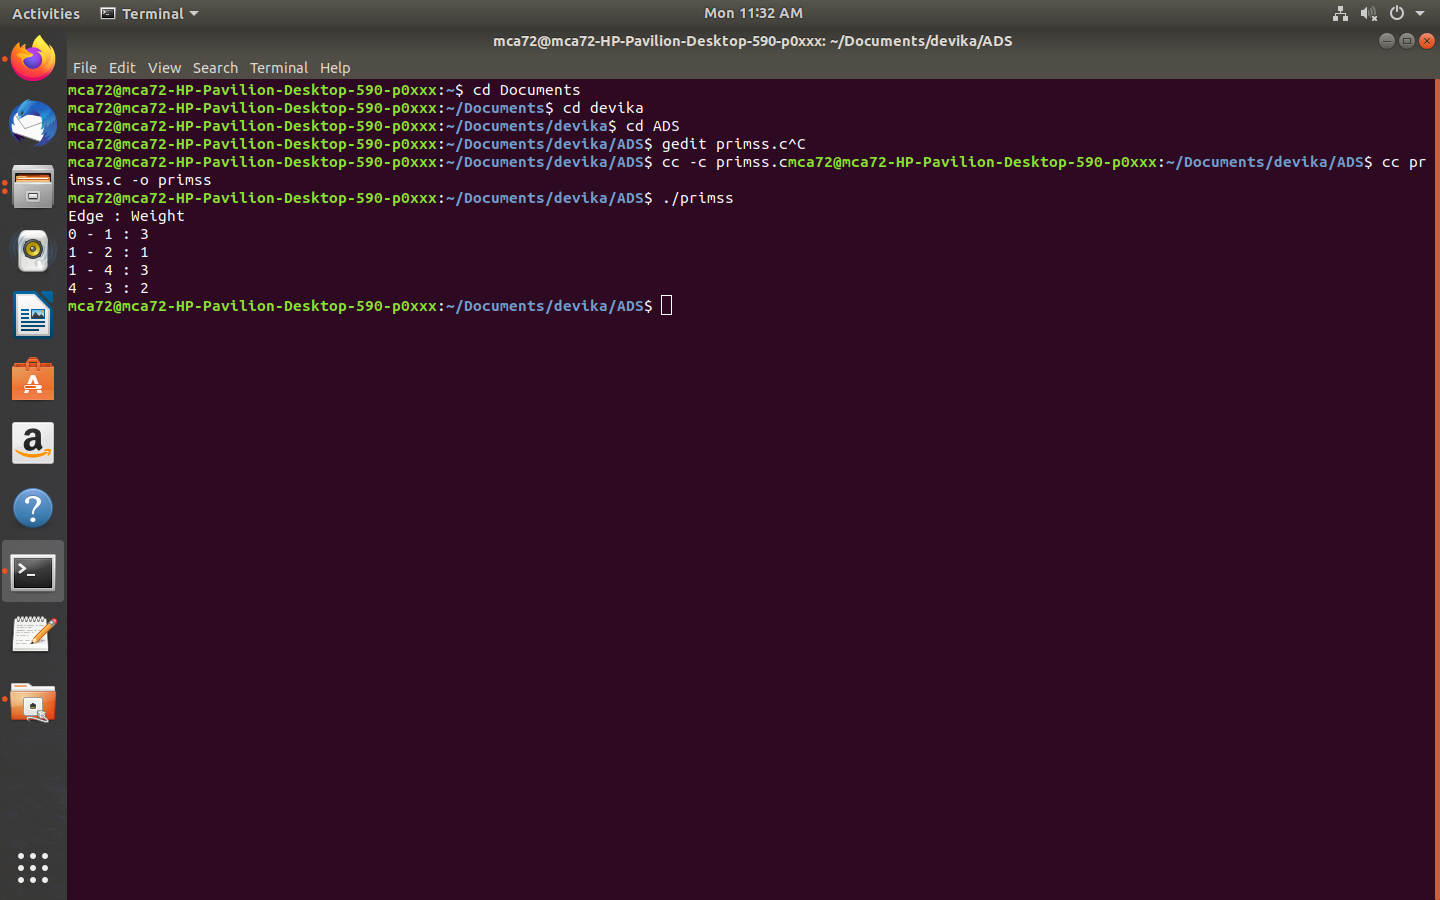 Activities Terminal Mon 11:32 AM
mca72@mca72-HP-Pavilion-Desktop-590-p0xxx: ~/Documents/devika/ADS
File Edit View Search Terminal Help
mca72@mca72-HP-Pavilion-Desktop-590-p0xxx:~$ cd Documents
mca72@mca72-HP-Pavilion-Desktop-590-p0xxx:~/Documents$ cd devika
mca72@mca72-HP-Pavilion-Desktop-590-p0xxx:~/Documents/devika$ cd ADS
mca72@mca72-HP-Pavilion-Desktop-590-p0xxx:~/Documents/devika/ADS$ gedit primss.c^C
mca72@mca72-HP-Pavilion-Desktop-590-p0xxx:~/Documents/devika/ADS$ cc -c primss.cmca72@mca72-HP-Pavilion-Desktop-590-p0xxx:~/Documents/devika/ADS$ cc pr
imss.c -o primss
mca72@mca72-HP-Pavilion-Desktop-590-p0xxx:~/Documents/devika/ADS$ ./primss
Edge : Weight
0 - 1 : 3
1 - 2 : 1
1 - 4 : 3
4 - 3 : 2
mca72@mca72-HP-Pavilion-Desktop-590-p0xxx:~/Documents/devika/ADS$